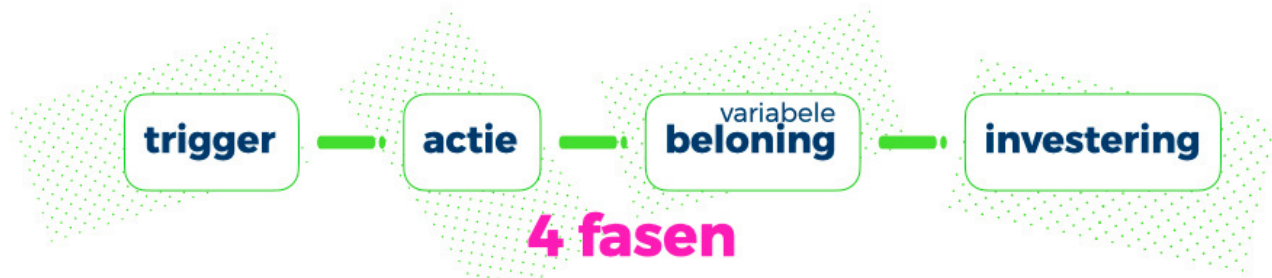 trigger
actie
variabele
beloning
investering
4 fasen